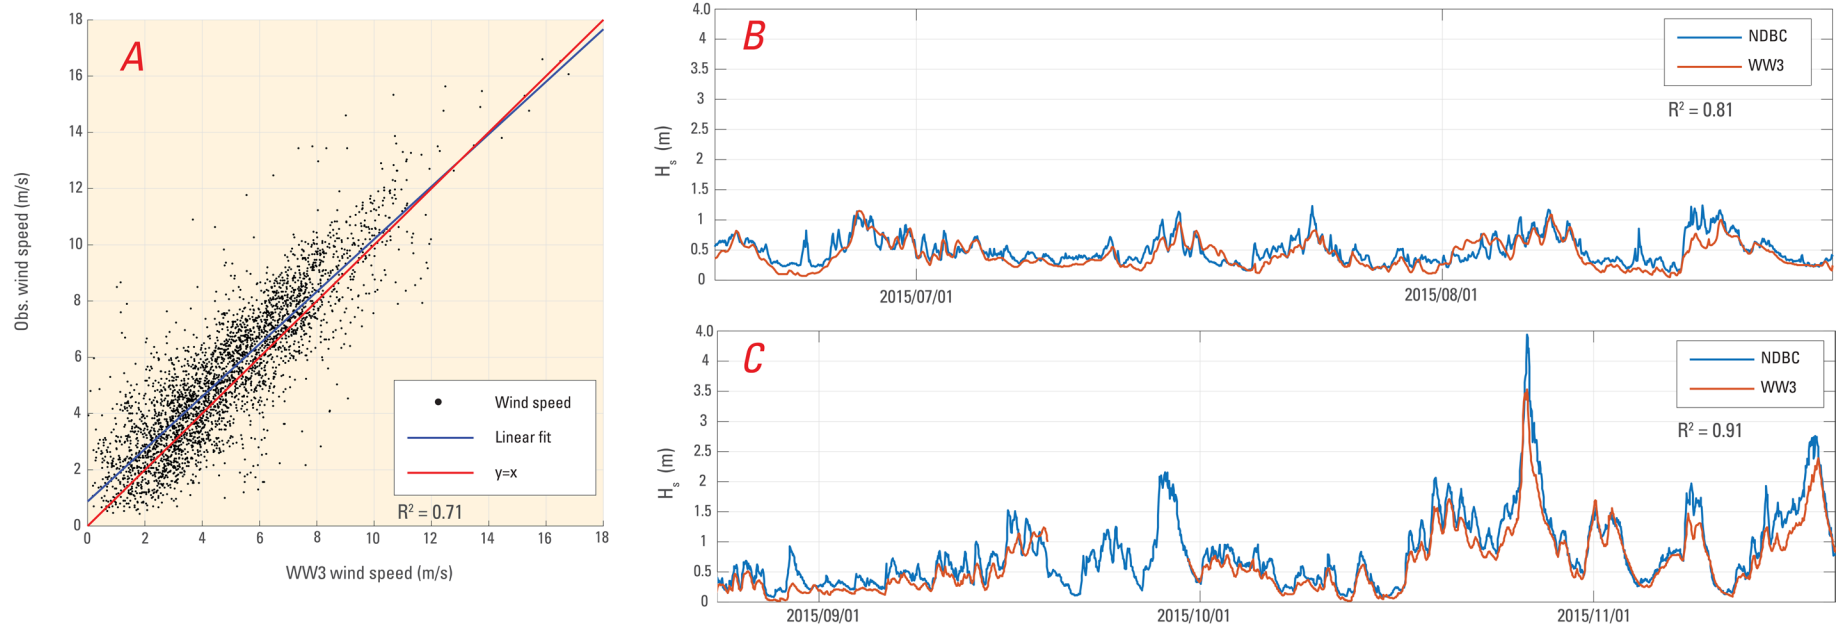 A
18
16
14
12
10
8
6
4
2
0
0 2 4 6 8 10 12 14 16 18
Obs. wind speed (m/s)
WW3 wind speed (m/s)
Wind speed
Linear fit
y=x
R² = 0.71
B
4.0
4
3.5
3
2.5
2
1.5
1
0.5
0
Hs (m)
2015/07/01 2015/08/01
NDBC
WW3
R² = 0.81
C
4.0
4
3.5
3
2.5
2
1.5
1
0.5
0
Hs (m)
2015/09/01 2015/10/01 2015/11/01
NDBC
WW3
R² = 0.91